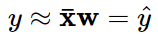 y ≈ x̄w = ŷ